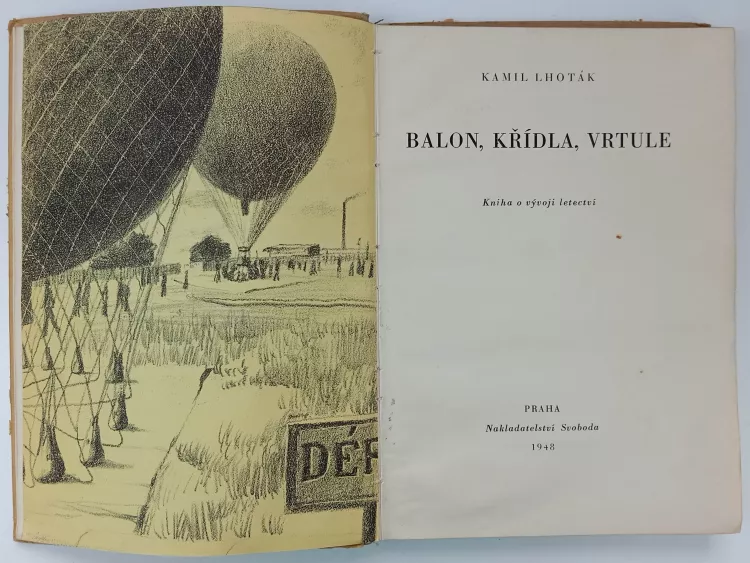 DÉP
KAMIL LHOTÁK
BALON, KŘÍDLA, VRTULE
Kniha o vývoji letectví
PRAHA
Nakladatelství Svoboda
1948